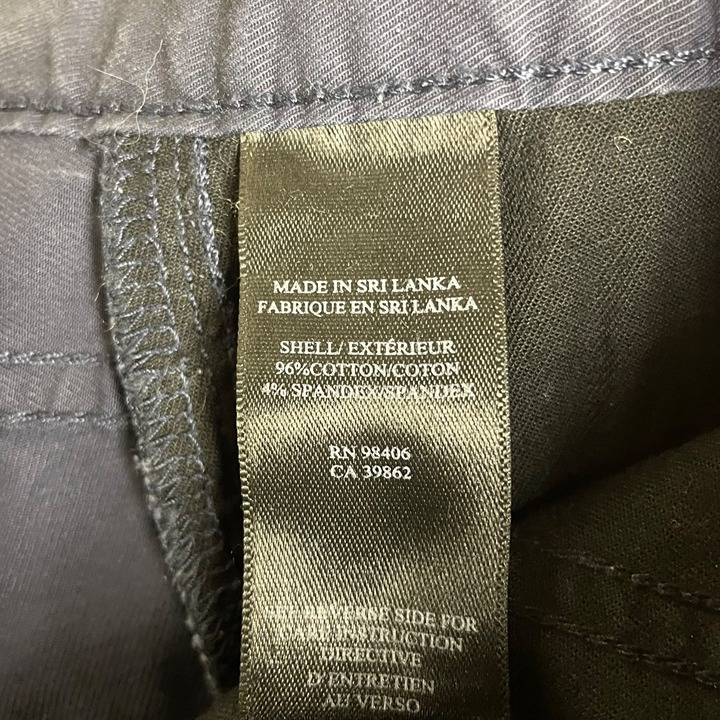 MADE IN SRI LANKA
FABRIQUE EN SRI LANKA
SHELL/ EXTÉRIEUR
96%COTTON/COTON
4% SPANDEX/SPANDEX
RN 98406
CA 39862
SEE REVERSE SIDE FOR
CARE INSTRUCTION
DIRECTIVE
D'ENTRETIEN
AU VERSO